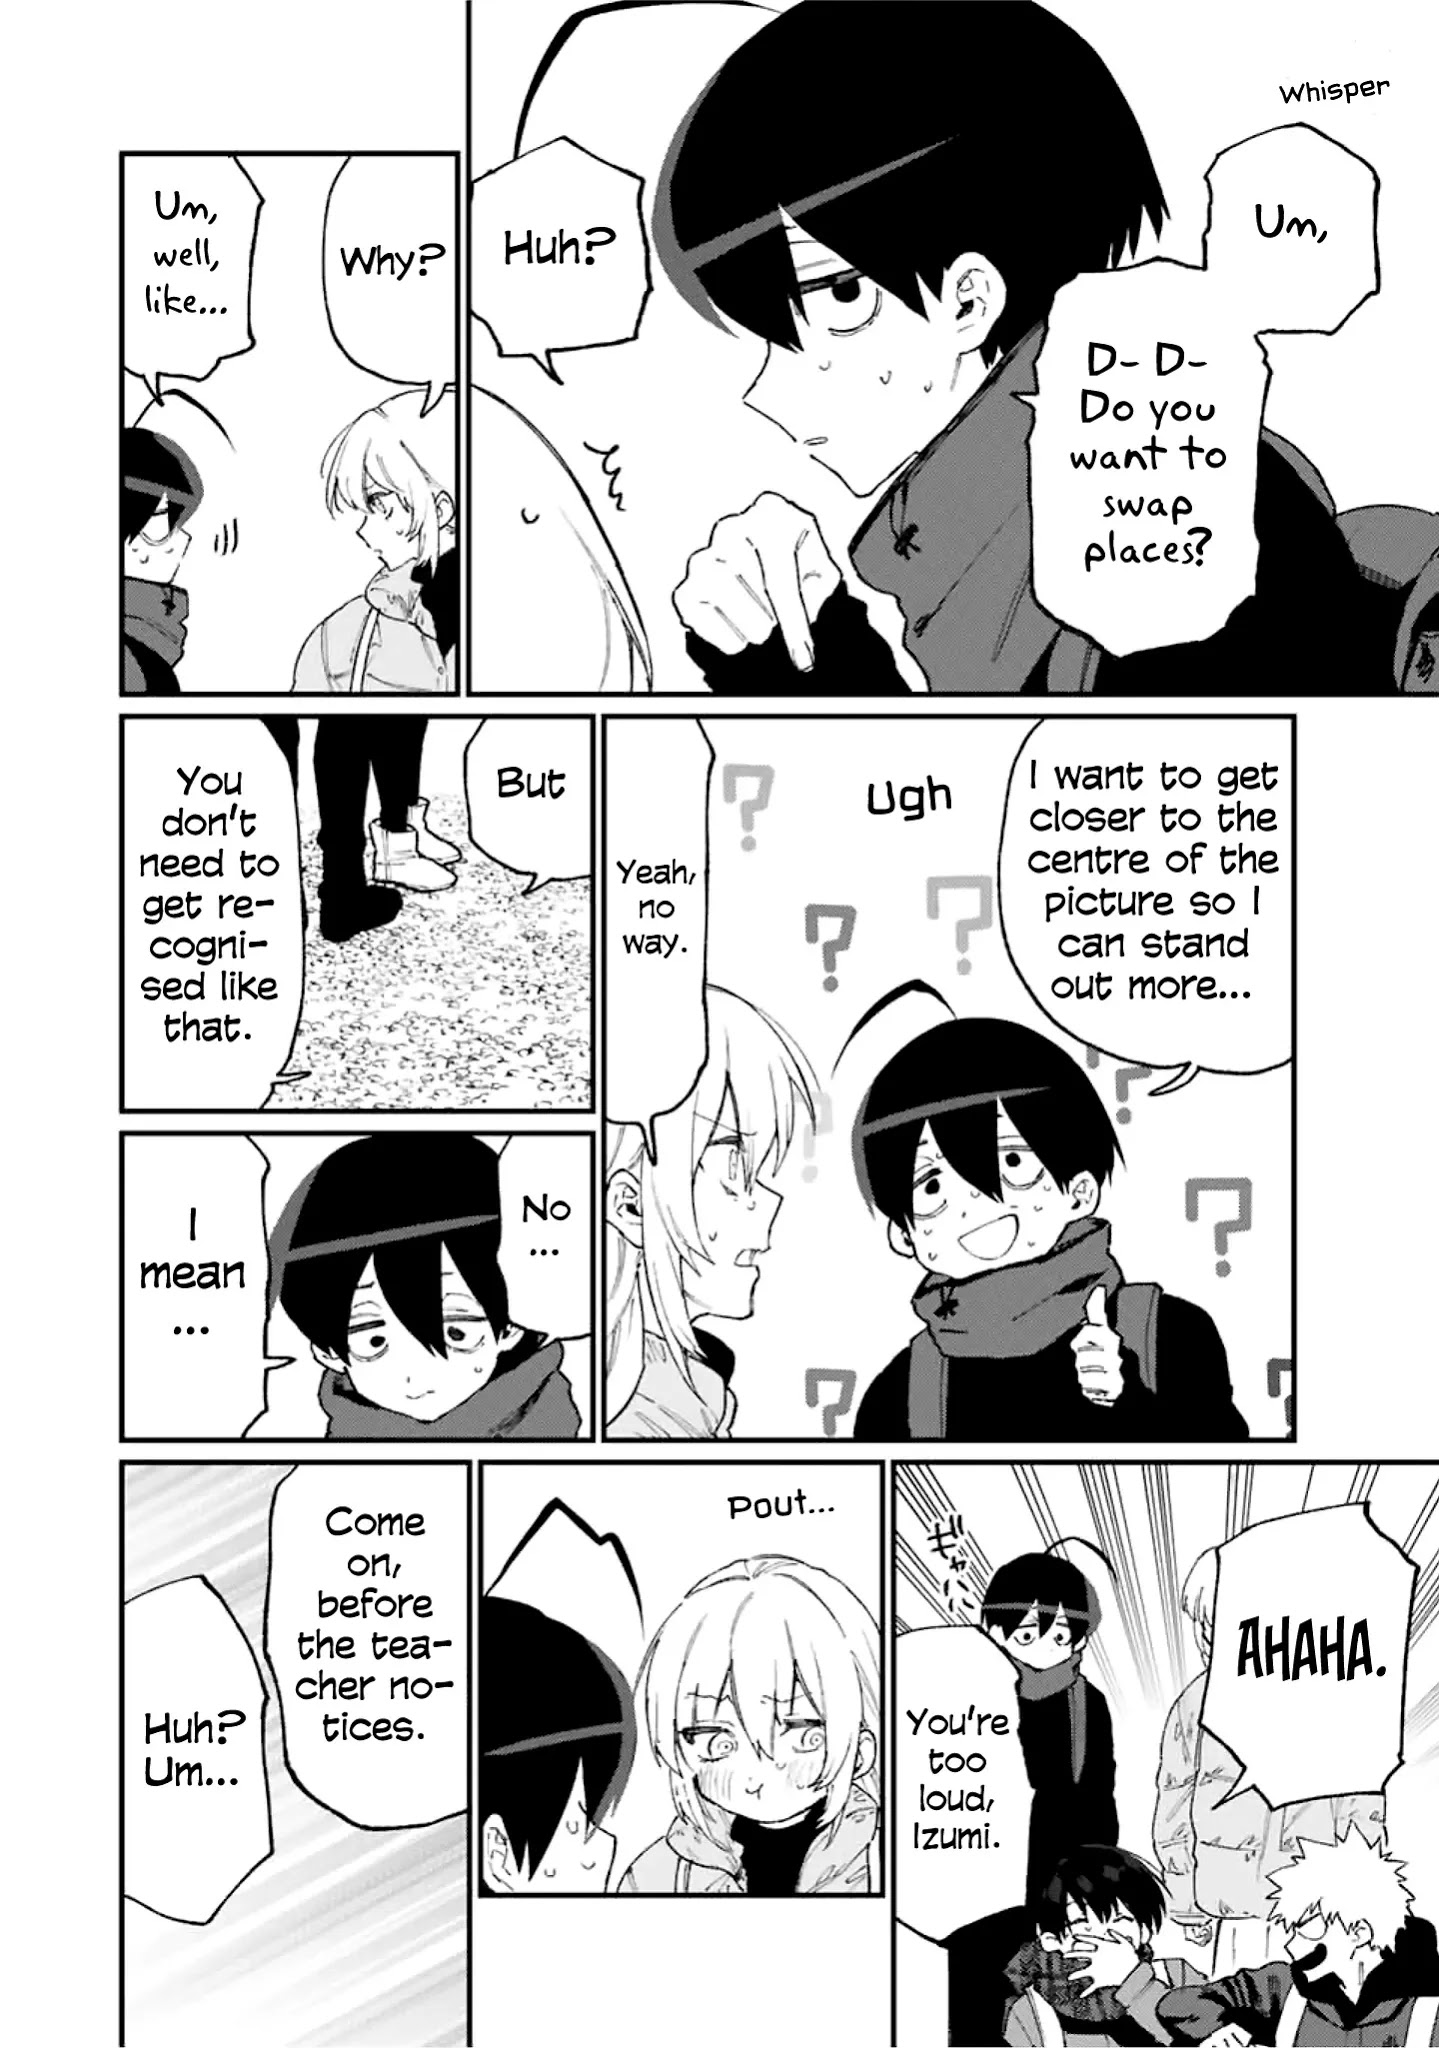 Whisper
Um,
D- D-
Do you
want to
swap
places?
Huh?
Why?
Um,
well,
like...
I want to get
closer to the
centre of the
picture so I
can stand
out more...
Ugh
Yeah,
no
way.
But
You
don't
need to
get re-
cogni-
sed like
that.
No
...
I
mean
...
AHAHA.
ギャい
You're
too
loud,
Izumi.
Pout...
Come
on,
before
the tea-
cher no-
tices.
Huh?
Um...